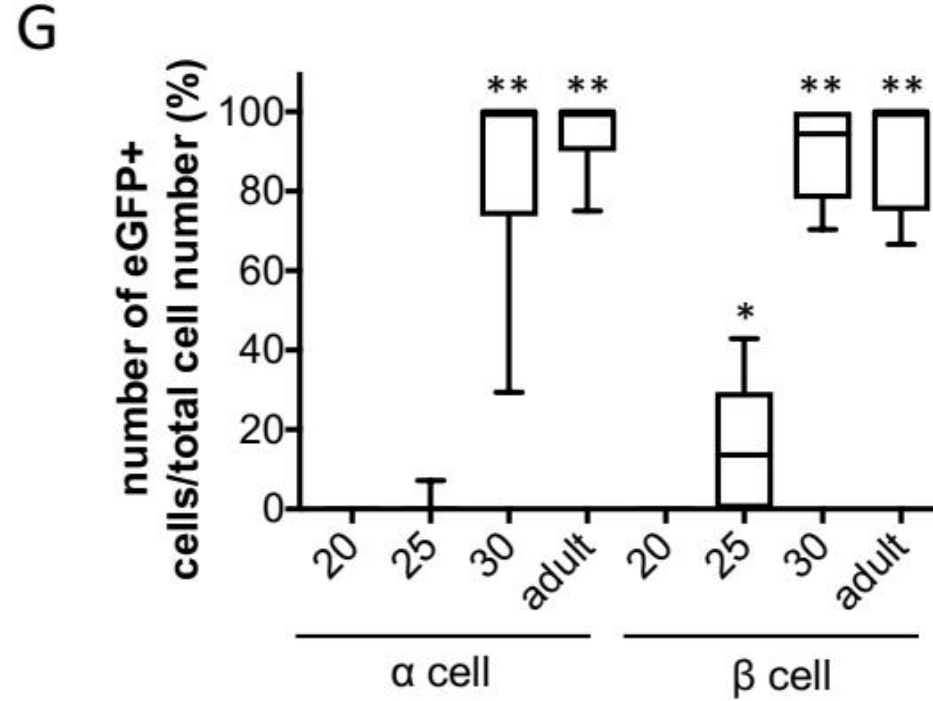 G
number of eGFP+
cells/total cell number (%)
100
80
60
40
20
0
** ** ** **
*
20 25 30 adult 20 25 30 adult
α cell β cell